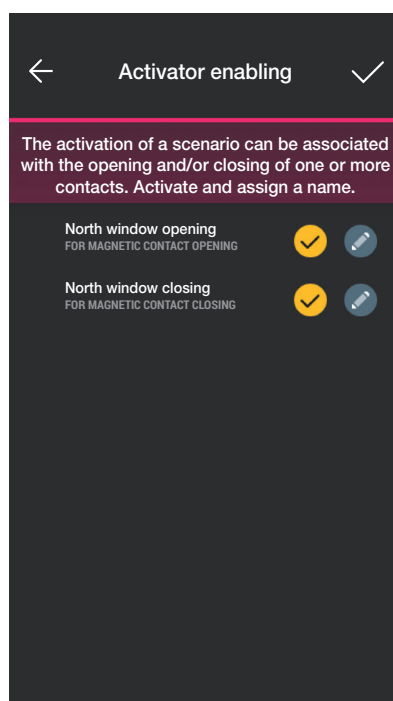 Activator enabling
The activation of a scenario can be associated
with the opening and/or closing of one or more
contacts. Activate and assign a name.
North window opening
FOR MAGNETIC CONTACT OPENING
North window closing
FOR MAGNETIC CONTACT CLOSING